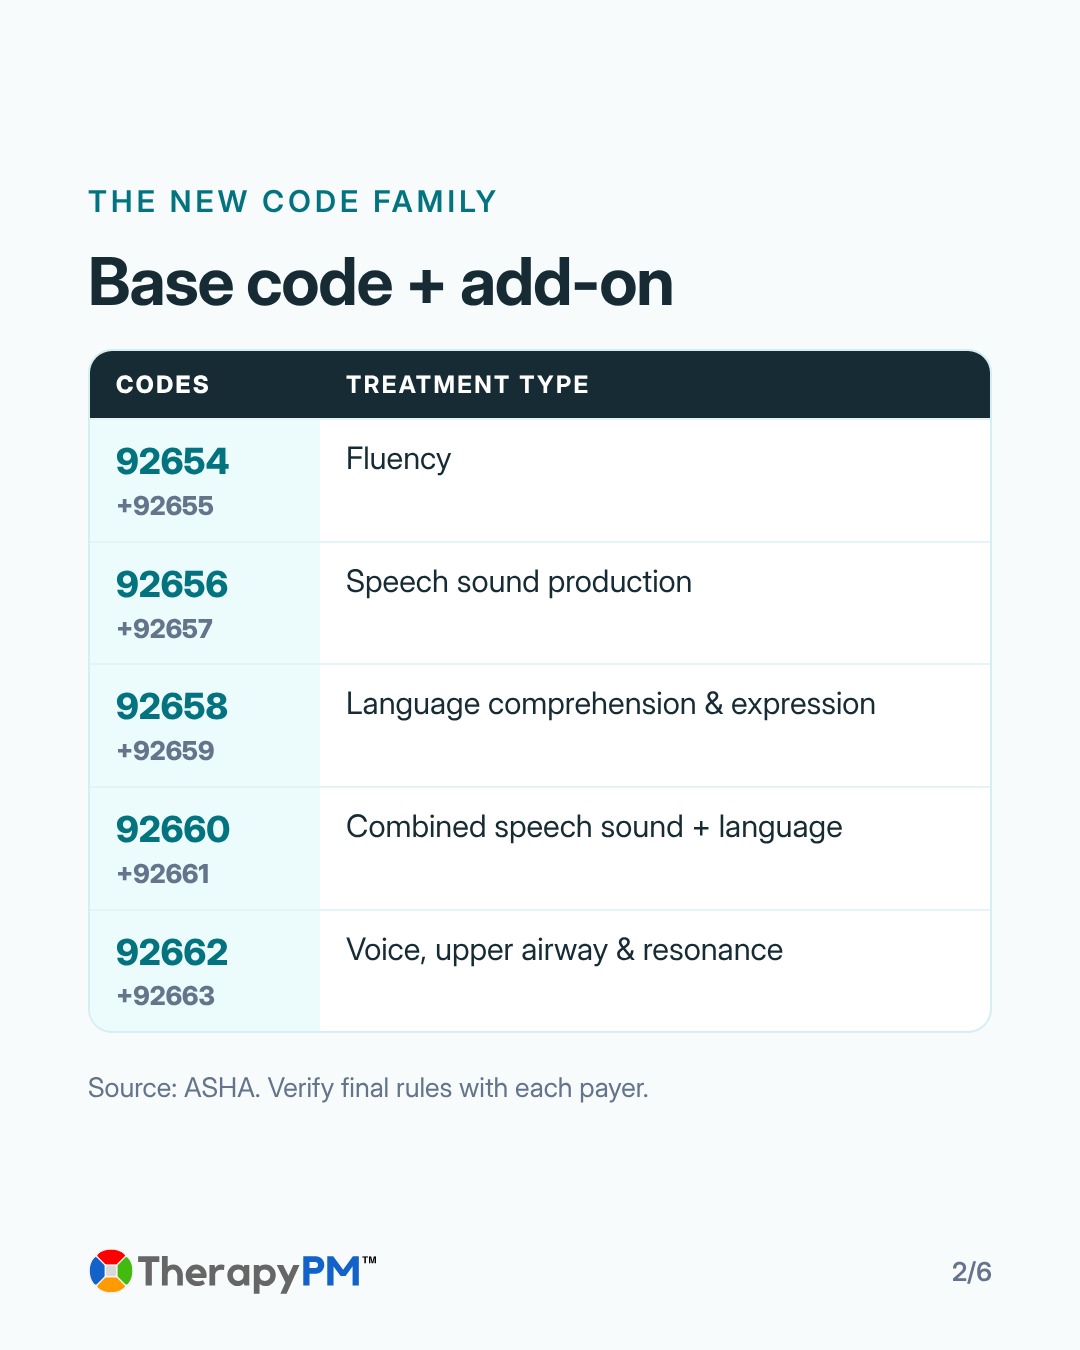 THE NEW CODE FAMILY
Base code + add-on
CODES TREATMENT TYPE
92654 Fluency
+92655
92656 Speech sound production
+92657
92658 Language comprehension & expression
+92659
92660 Combined speech sound + language
+92661
92662 Voice, upper airway & resonance
+92663
Source: ASHA. Verify final rules with each payer.
TherapyPM™ 2/6